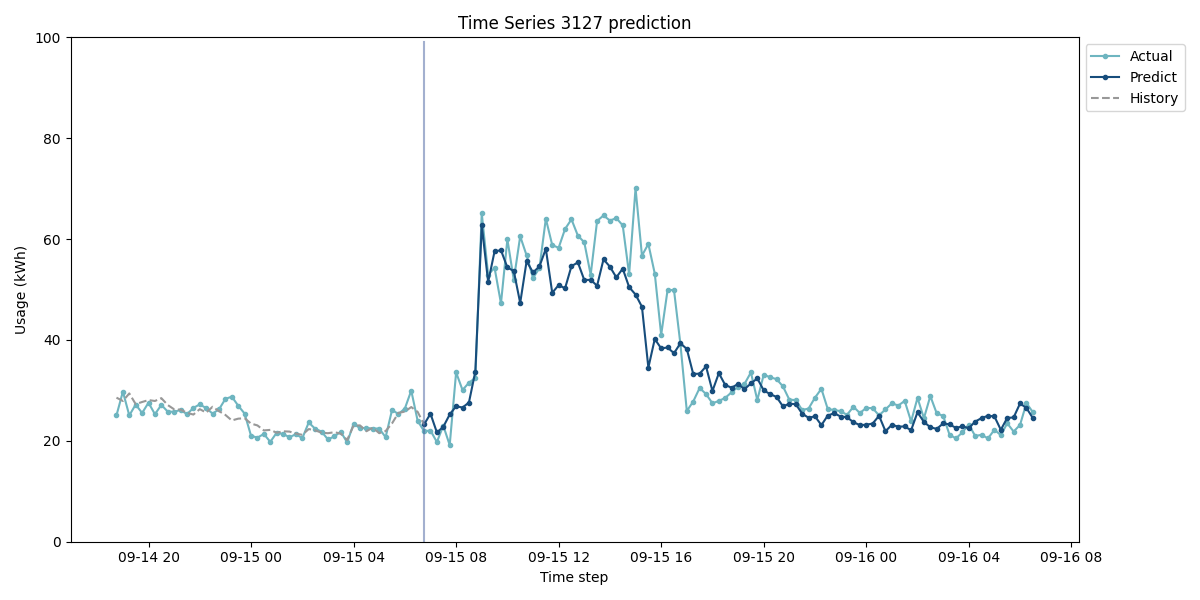 Time Series 3127 prediction
Actual
Predict
History
Usage (kWh)
100
80
60
40
20
0
09-14 20
09-15 00
09-15 04
09-15 08
09-15 12
09-15 16
09-15 20
09-16 00
09-16 04
09-16 08
Time step